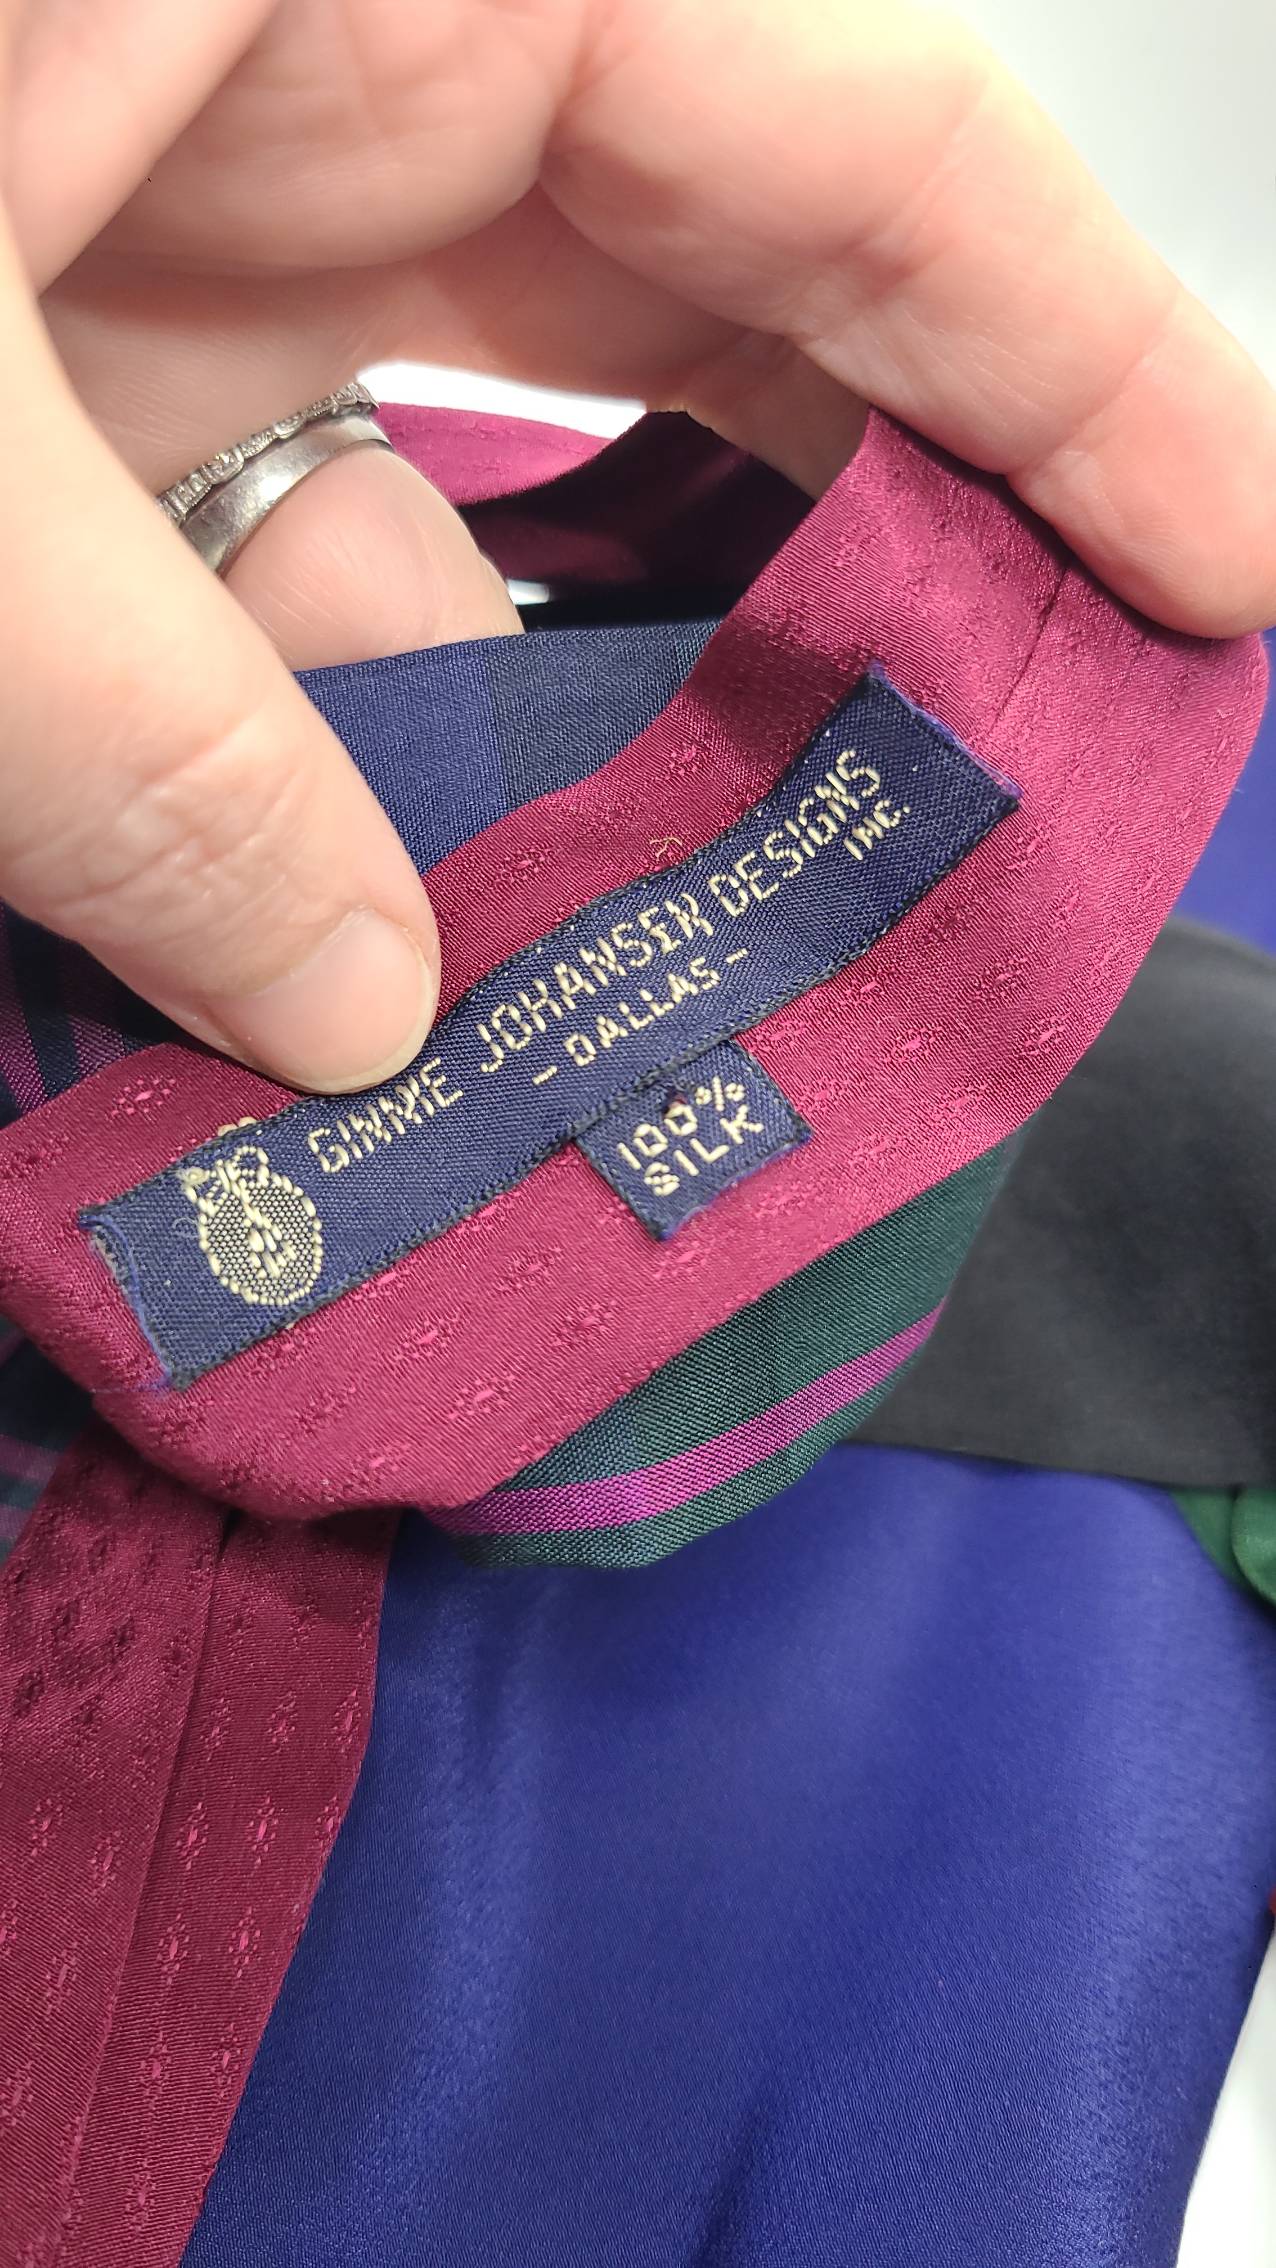 GINNIE JOHANSEN DESIGNS
INC.
- DALLAS -
100%
SILK